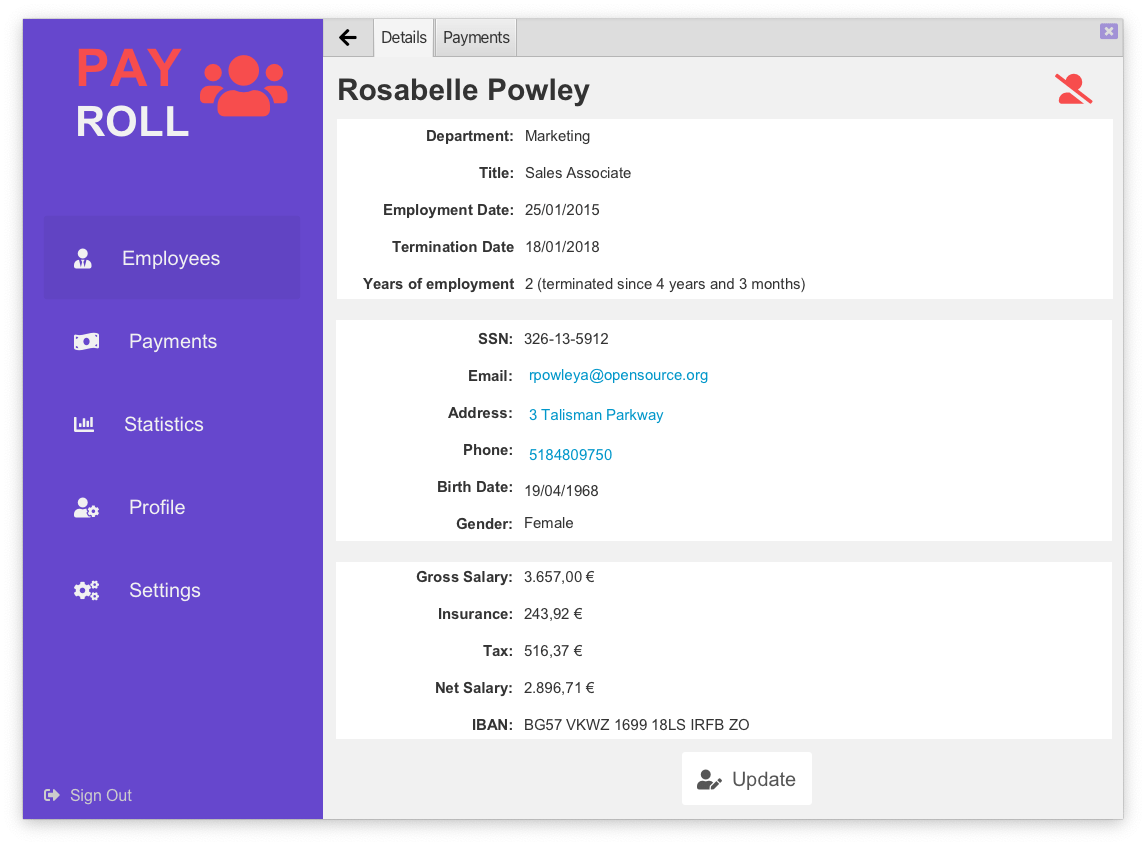 PAY
ROLL
Employees
Payments
Statistics
Profile
Settings
Sign Out
Details Payments
Rosabelle Powley
Department: Marketing
Title: Sales Associate
Employment Date: 25/01/2015
Termination Date 18/01/2018
Years of employment 2 (terminated since 4 years and 3 months)
SSN: 326-13-5912
Email: rpowleya@opensource.org
Address: 3 Talisman Parkway
Phone: 5184809750
Birth Date: 19/04/1968
Gender: Female
Gross Salary: 3.657,00 €
Insurance: 243,92 €
Tax: 516,37 €
Net Salary: 2.896,71 €
IBAN: BG57 VKWZ 1699 18LS IRFB ZO
Update